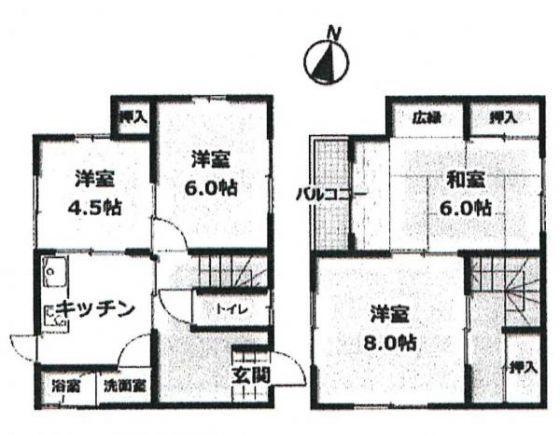 N
押入
洋室
6.0帖
洋室
4.5帖
キッチン
トイレ
玄関
浴室
洗面室
広縁
押入
バルコニー
和室
6.0帖
洋室
8.0帖
押入